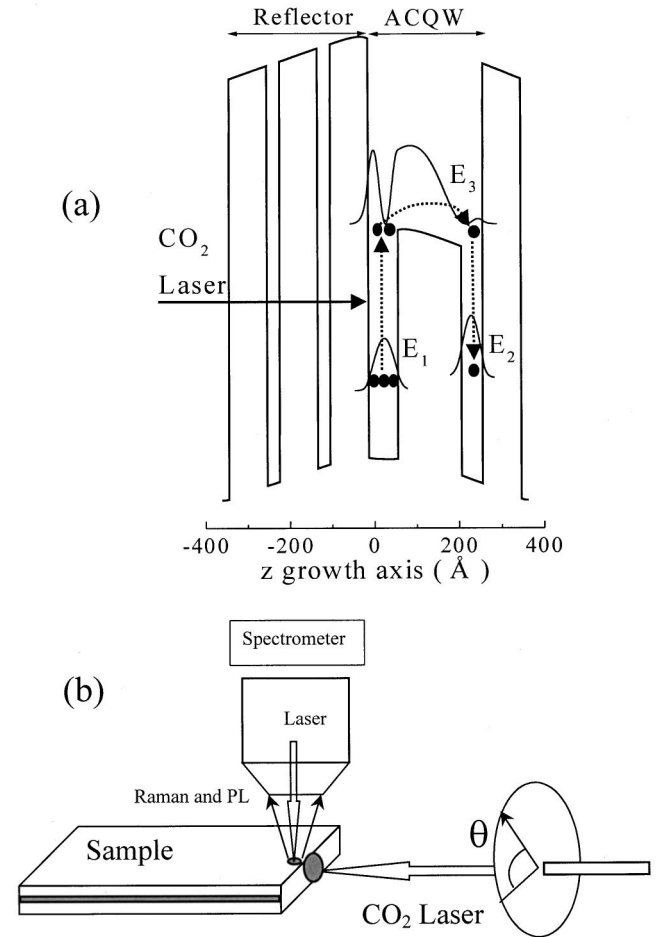 Reflector ACQW
(a)
E3
CO2
Laser
E1
E2
-400 -200 0 200 400
z growth axis ( Å )
Spectrometer
(b)
Laser
Raman and PL
Sample
θ
CO2 Laser